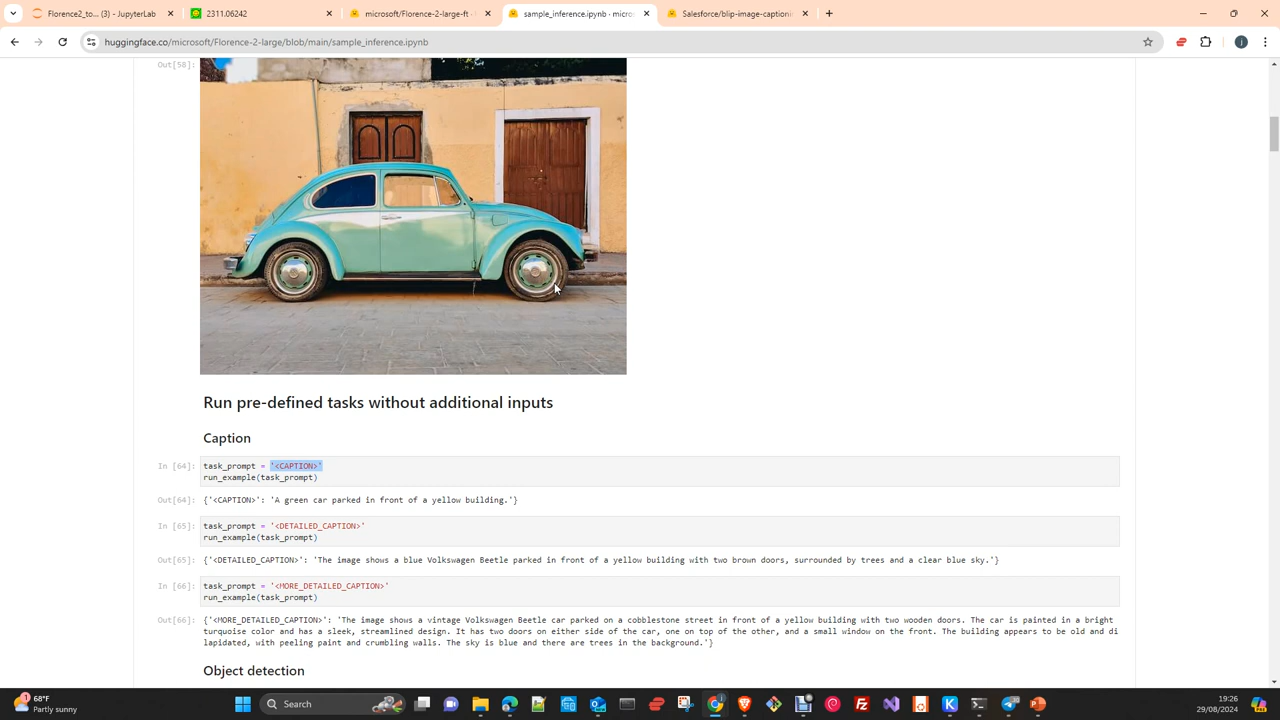 Florence2_to... (3) - JupyterLab
2311.06242
microsoft/Florence-2-large-ft ·
sample_inference.ipynb · micros
Salesforce/blip-image-captionin
huggingface.co/microsoft/Florence-2-large/blob/main/sample_inference.ipynb
Out[58]:
Run pre-defined tasks without additional inputs
Caption
In [64]: task_prompt = '<CAPTION>'
run_example(task_prompt)
Out[64]: {'<CAPTION>': 'A green car parked in front of a yellow building.'}
In [65]: task_prompt = '<DETAILED_CAPTION>'
run_example(task_prompt)
Out[65]: {'<DETAILED_CAPTION>': 'The image shows a blue Volkswagen Beetle parked in front of a yellow building with two brown doors, surrounded by trees and a clear blue sky.'}
In [66]: task_prompt = '<MORE_DETAILED_CAPTION>'
run_example(task_prompt)
Out[66]: {'<MORE_DETAILED_CAPTION>': 'The image shows a vintage Volkswagen Beetle car parked on a cobblestone street in front of a yellow building with two wooden doors. The car is painted in a bright
turquoise color and has a sleek, streamlined design. It has two doors on either side of the car, one on top of the other, and a small window on the front. The building appears to be old and di
lapidated, with peeling paint and crumbling walls. The sky is blue and there are trees in the background.'}
Object detection
1
68°F
Partly sunny
Search
19:26
29/08/2024